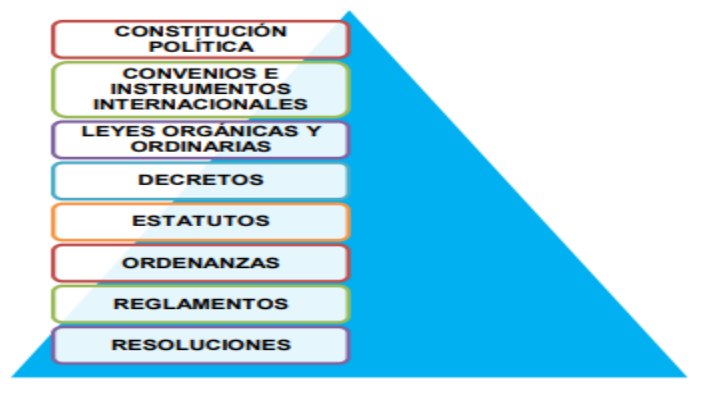 CONSTITUCIÓN
POLÍTICA
CONVENIOS E
INSTRUMENTOS
INTERNACIONALES
LEYES ORGÁNICAS Y
ORDINARIAS
DECRETOS
ESTATUTOS
ORDENANZAS
REGLAMENTOS
RESOLUCIONES